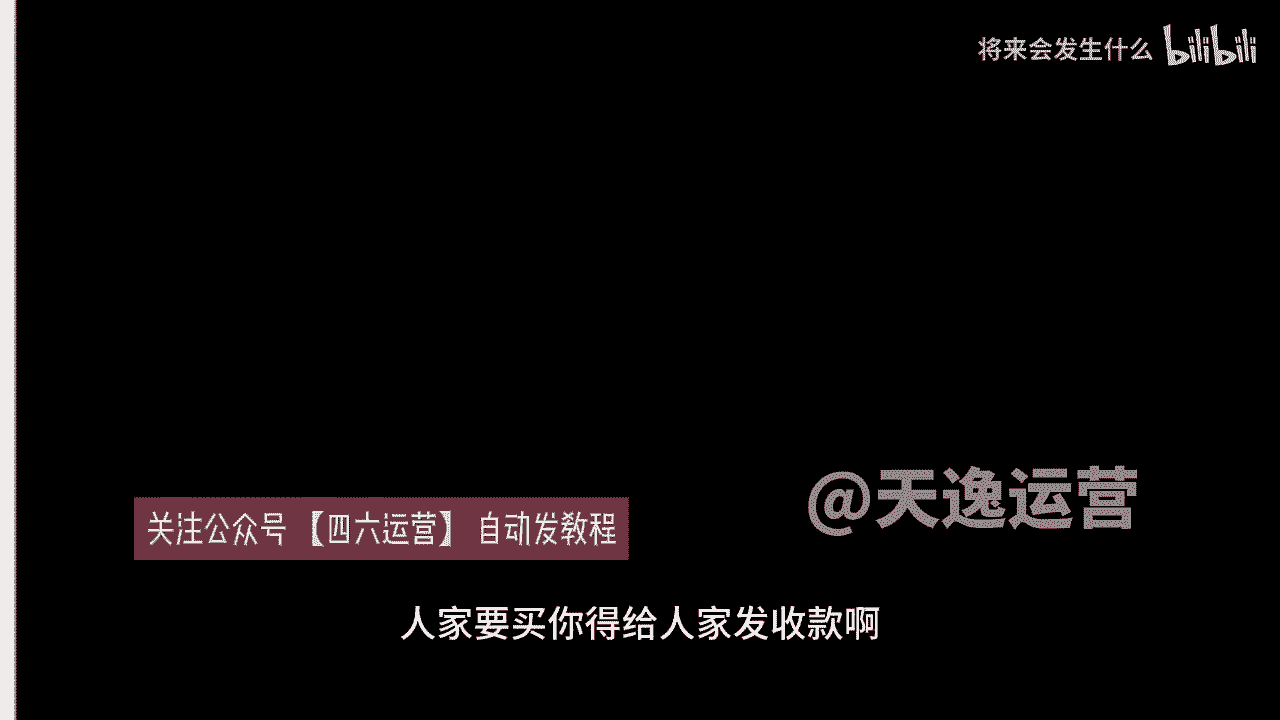 将来会发生什么 bilibili
@天逸运营
关注公众号 【四六运营】 自动发教程
人家要买你得给人家发收款啊